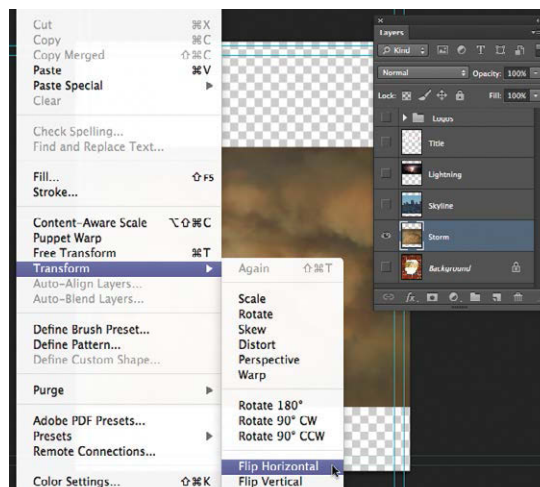 Cut ⌘X
Copy ⌘C
Copy Merged ⇧⌘C
Paste ⌘V
Paste Special ▶
Clear
Check Spelling...
Find and Replace Text...
Fill... ⇧F5
Stroke...
Content-Aware Scale ⌥⇧⌘C
Puppet Warp
Free Transform ⌘T
Transform ▶
Auto-Align Layers...
Auto-Blend Layers...
Define Brush Preset...
Define Pattern...
Define Custom Shape...
Purge ▶
Adobe PDF Presets...
Presets ▶
Remote Connections...
Color Settings... ⇧⌘K
Again ⇧⌘T
Scale
Rotate
Skew
Distort
Perspective
Warp
Rotate 180°
Rotate 90° CW
Rotate 90° CCW
Flip Horizontal
Flip Vertical
Layers
Kind
Normal Opacity: 100%
Lock: Fill: 100%
Logos
Title
Lightning
Skyline
Storm
Background
fx